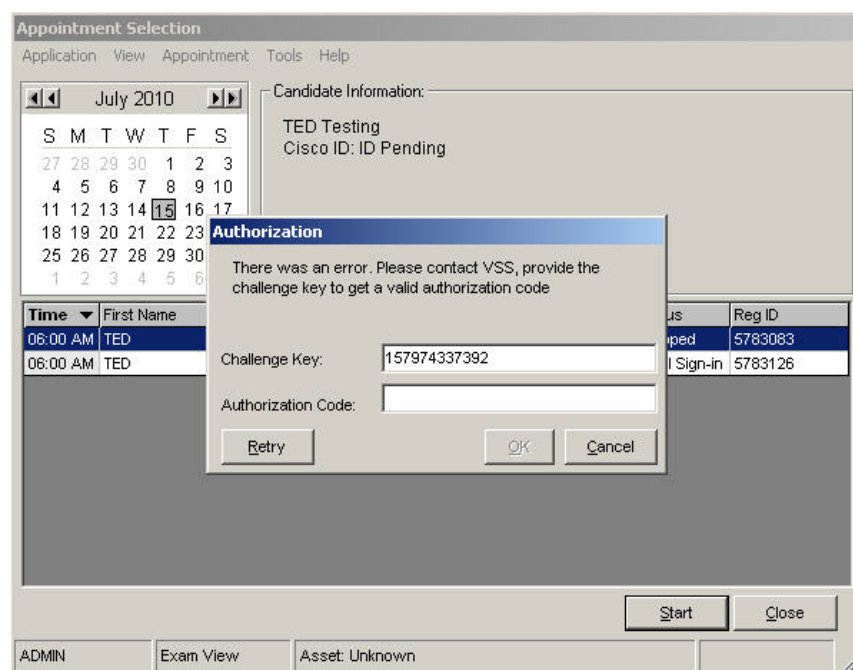 Appointment Selection
Application View Appointment Tools Help
July 2010
S M T W T F S
27 28 29 30 1 2 3
4 5 6 7 8 9 10
11 12 13 14 15 16 17
18 19 20 21 22 23
25 26 27 28 29 30
1 2 3 4 5 6
Candidate Information:
TED Testing
Cisco ID: ID Pending
Authorization
There was an error. Please contact VSS, provide the
challenge key to get a valid authorization code
Challenge Key: 157974337392
Authorization Code:
Retry OK Cancel
Time First Name us Reg ID
06:00 AM TED pped 5783083
06:00 AM TED l Sign-in 5783126
Start Close
ADMIN Exam View Asset: Unknown